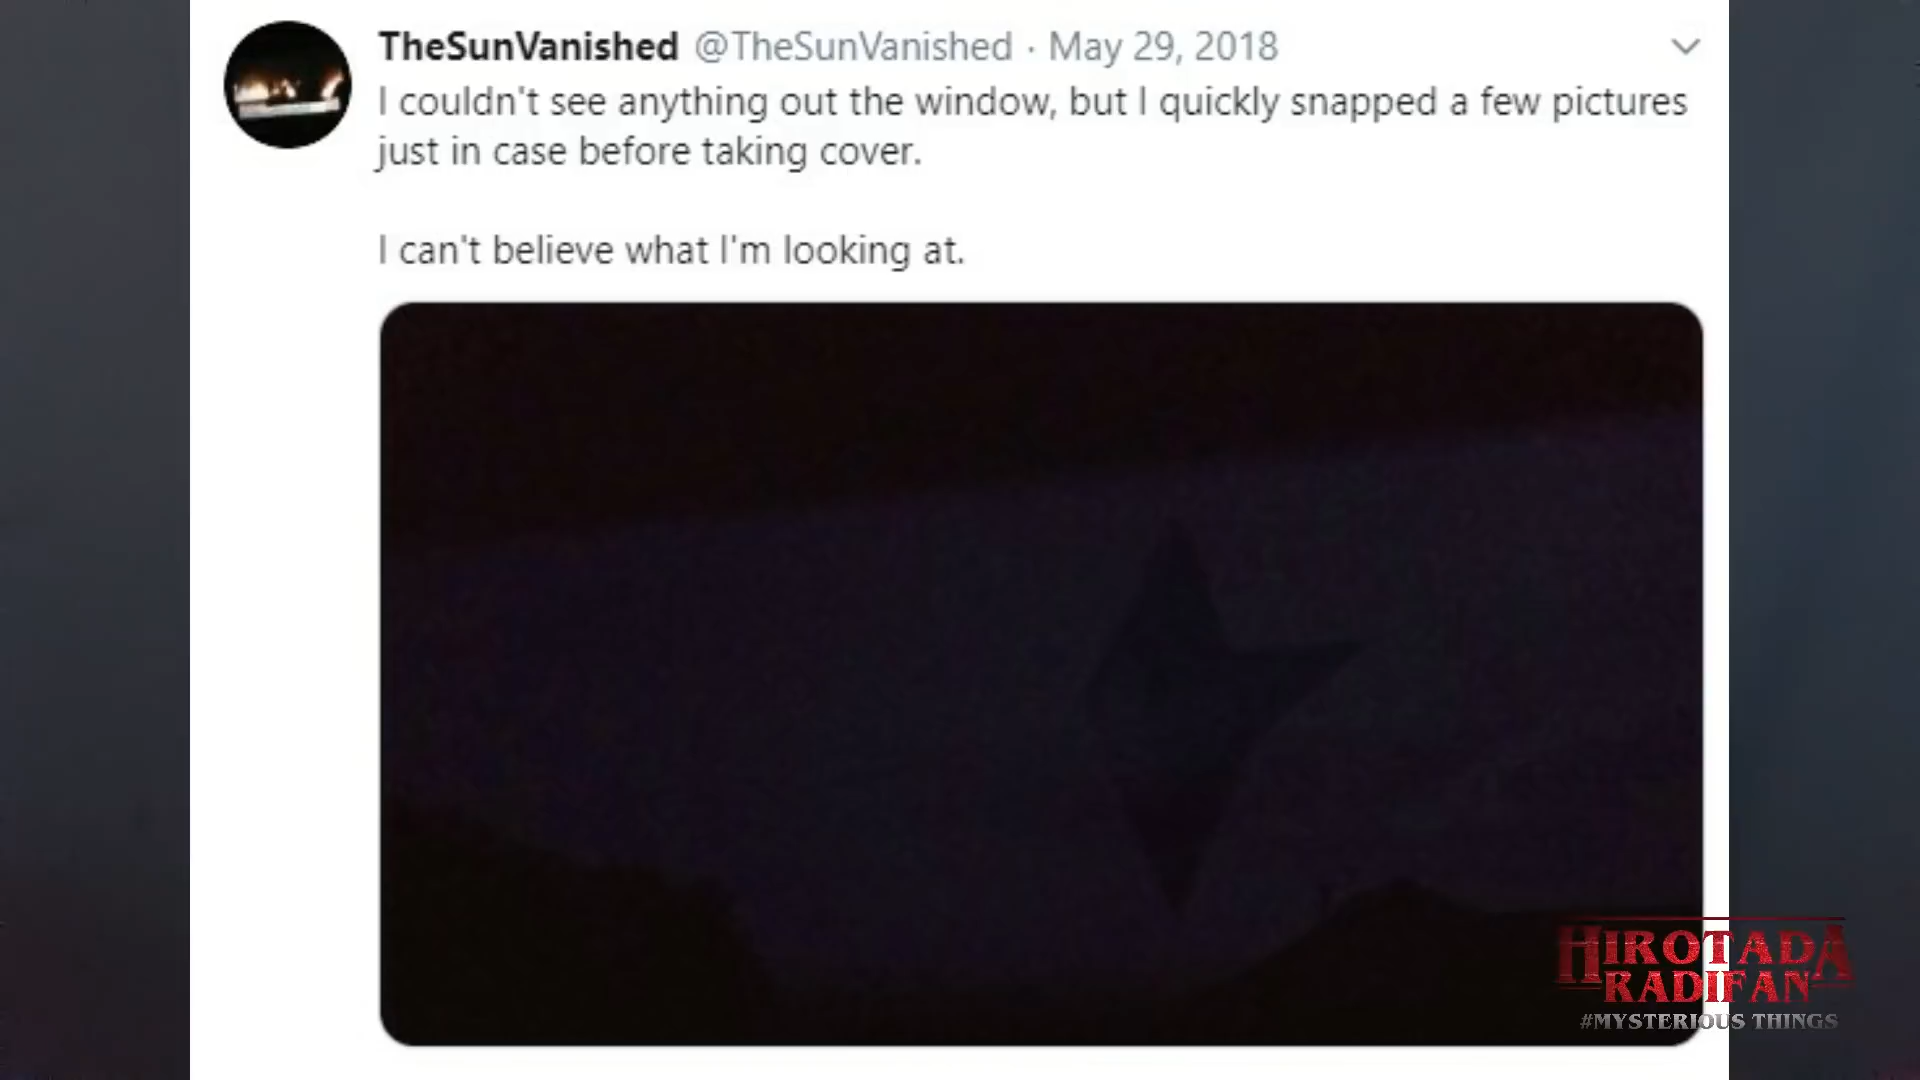 TheSunVanished @TheSunVanished · May 29, 2018
I couldn't see anything out the window, but I quickly snapped a few pictures
just in case before taking cover.
I can't believe what I'm looking at.
HIROTADA
RADIFAN
#MYSTERIOUS THINGS